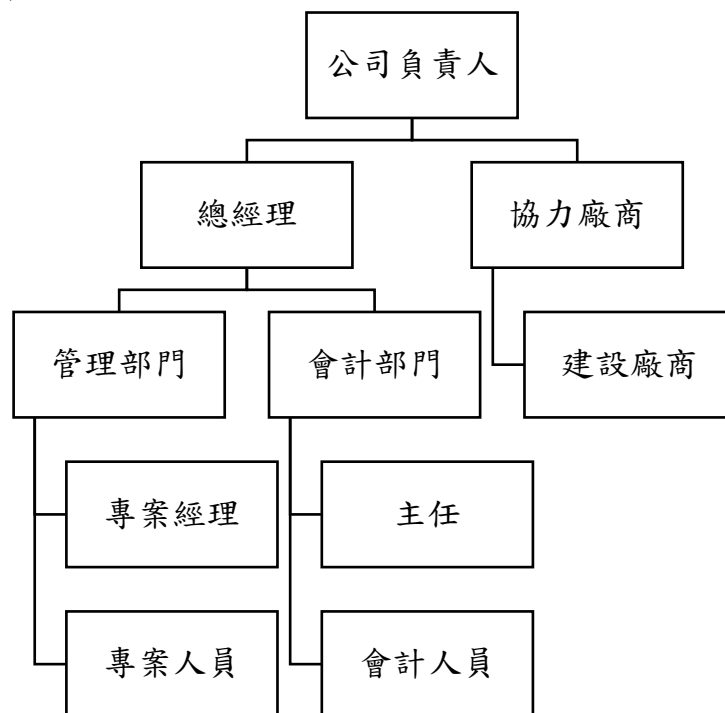 公司負責人
總經理
協力廠商
管理部門
會計部門
建設廠商
專案經理
主任
專案人員
會計人員